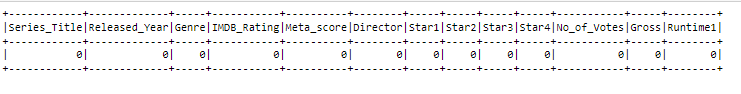 +------------+-------------+-----+-----------+----------+--------+-----+-----+-----+-----+-----------+-----+--------+
|Series_Title|Released_Year|Genre|IMDB_Rating|Meta_score|Director|Star1|Star2|Star3|Star4|No_of_Votes|Gross|Runtime1|
+------------+-------------+-----+-----------+----------+--------+-----+-----+-----+-----+-----------+-----+--------+
|           0|            0|    0|          0|         0|       0|    0|    0|    0|    0|          0|    0|       0|
+------------+-------------+-----+-----------+----------+--------+-----+-----+-----+-----+-----------+-----+--------+